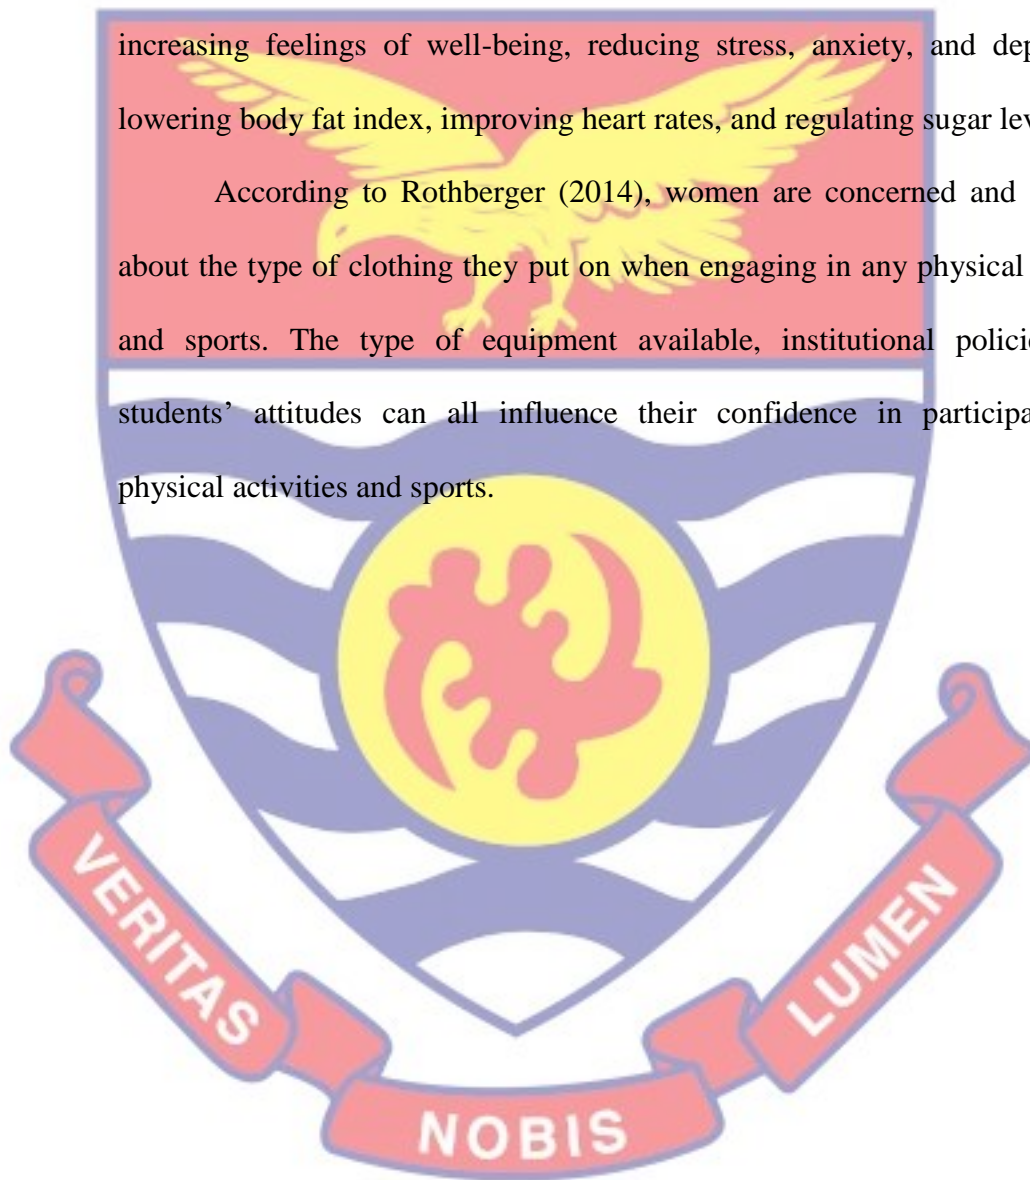 increasing feelings of well-being, reducing stress, anxiety, and dep
lowering body fat index, improving heart rates, and regulating sugar lev
According to Rothberger (2014), women are concerned and
about the type of clothing they put on when engaging in any physical
and sports. The type of equipment available, institutional polici
students’ attitudes can all influence their confidence in participa
physical activities and sports.
VERITAS
NOBIS
LUMEN